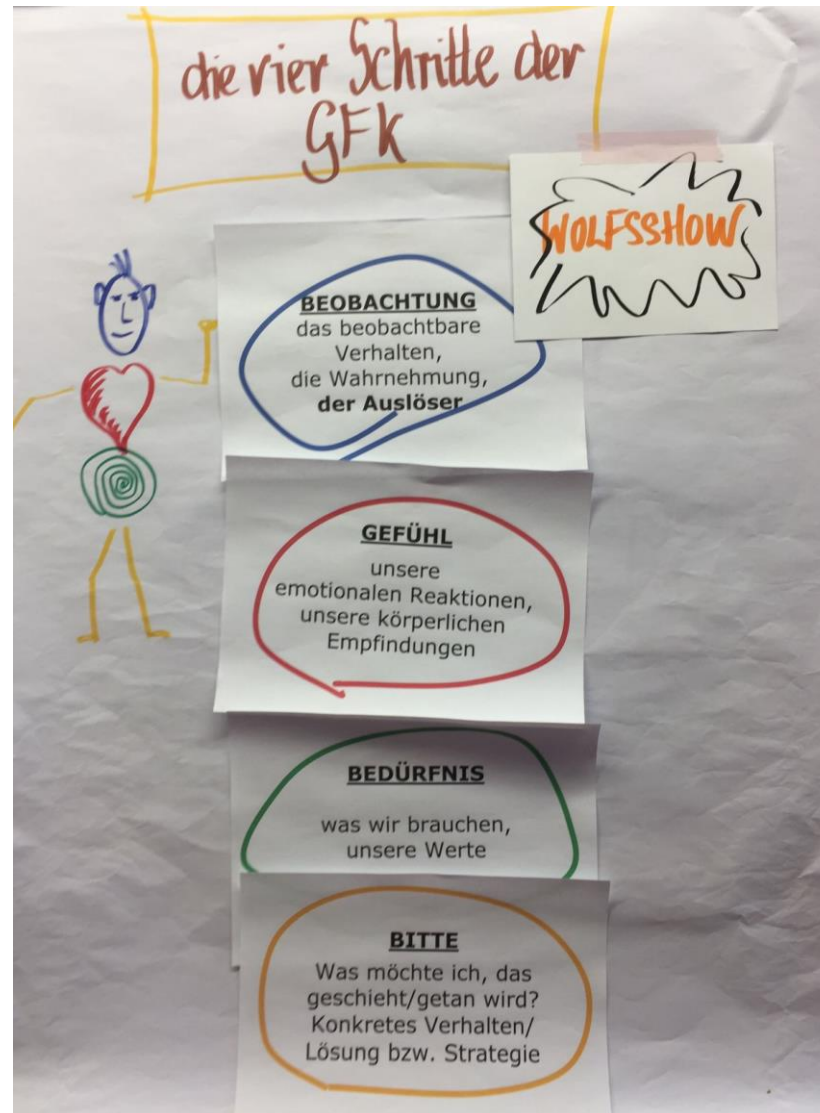 die vier Schritte der
GFK
WOLFSSHOW
BEOBACHTUNG
das beobachtbare
Verhalten,
die Wahrnehmung,
der Auslöser
GEFÜHL
unsere
emotionalen Reaktionen,
unsere körperlichen
Empfindungen
BEDÜRFNIS
was wir brauchen,
unsere Werte
BITTE
Was möchte ich, das
geschieht/getan wird?
Konkretes Verhalten/
Lösung bzw. Strategie